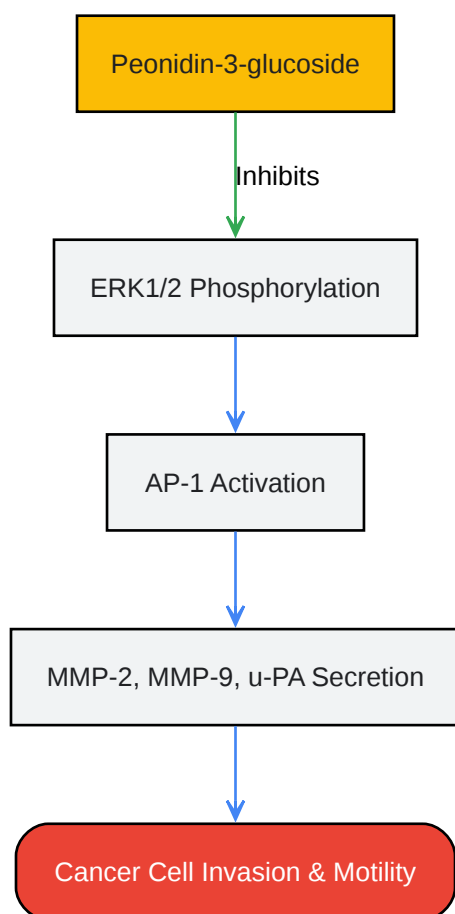 Peonidin-3-glucoside
Inhibits
ERK1/2 Phosphorylation
AP-1 Activation
MMP-2, MMP-9, u-PA Secretion
Cancer Cell Invasion & Motility